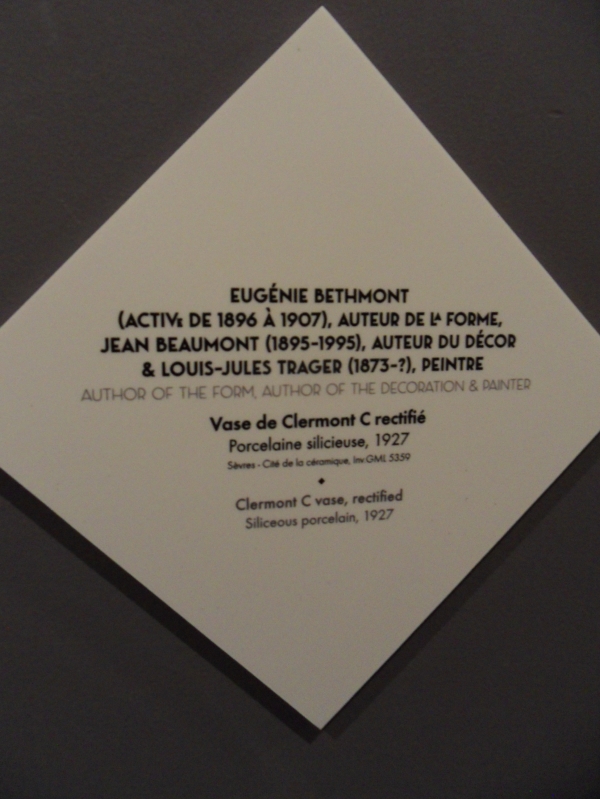 EUGÉNIE BETHMONT
(ACTIVE DE 1896 À 1907), AUTEUR DE LA FORME,
JEAN BEAUMONT (1895-1995), AUTEUR DU DÉCOR
& LOUIS-JULES TRAGER (1873-?), PEINTRE
AUTHOR OF THE FORM, AUTHOR OF THE DECORATION & PAINTER
Vase de Clermont C rectifié
Porcelaine silicieuse, 1927
Sèvres - Cité de la céramique, Inv GML 5359
Clermont C vase, rectified
Siliceous porcelain, 1927